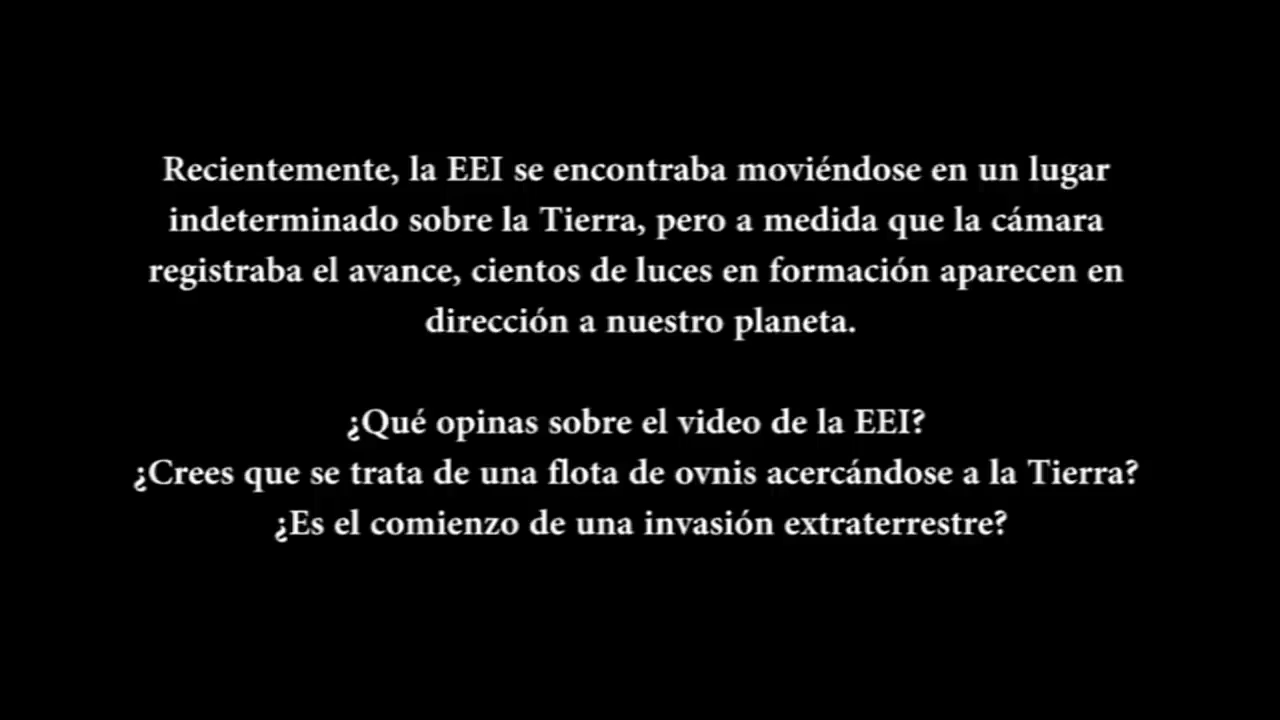 Recientemente, la EEI se encontraba moviéndose en un lugar
indeterminado sobre la Tierra, pero a medida que la cámara
registraba el avance, cientos de luces en formación aparecen en
dirección a nuestro planeta.
¿Qué opinas sobre el video de la EEI?
¿Crees que se trata de una flota de ovnis acercándose a la Tierra?
¿Es el comienzo de una invasión extraterrestre?